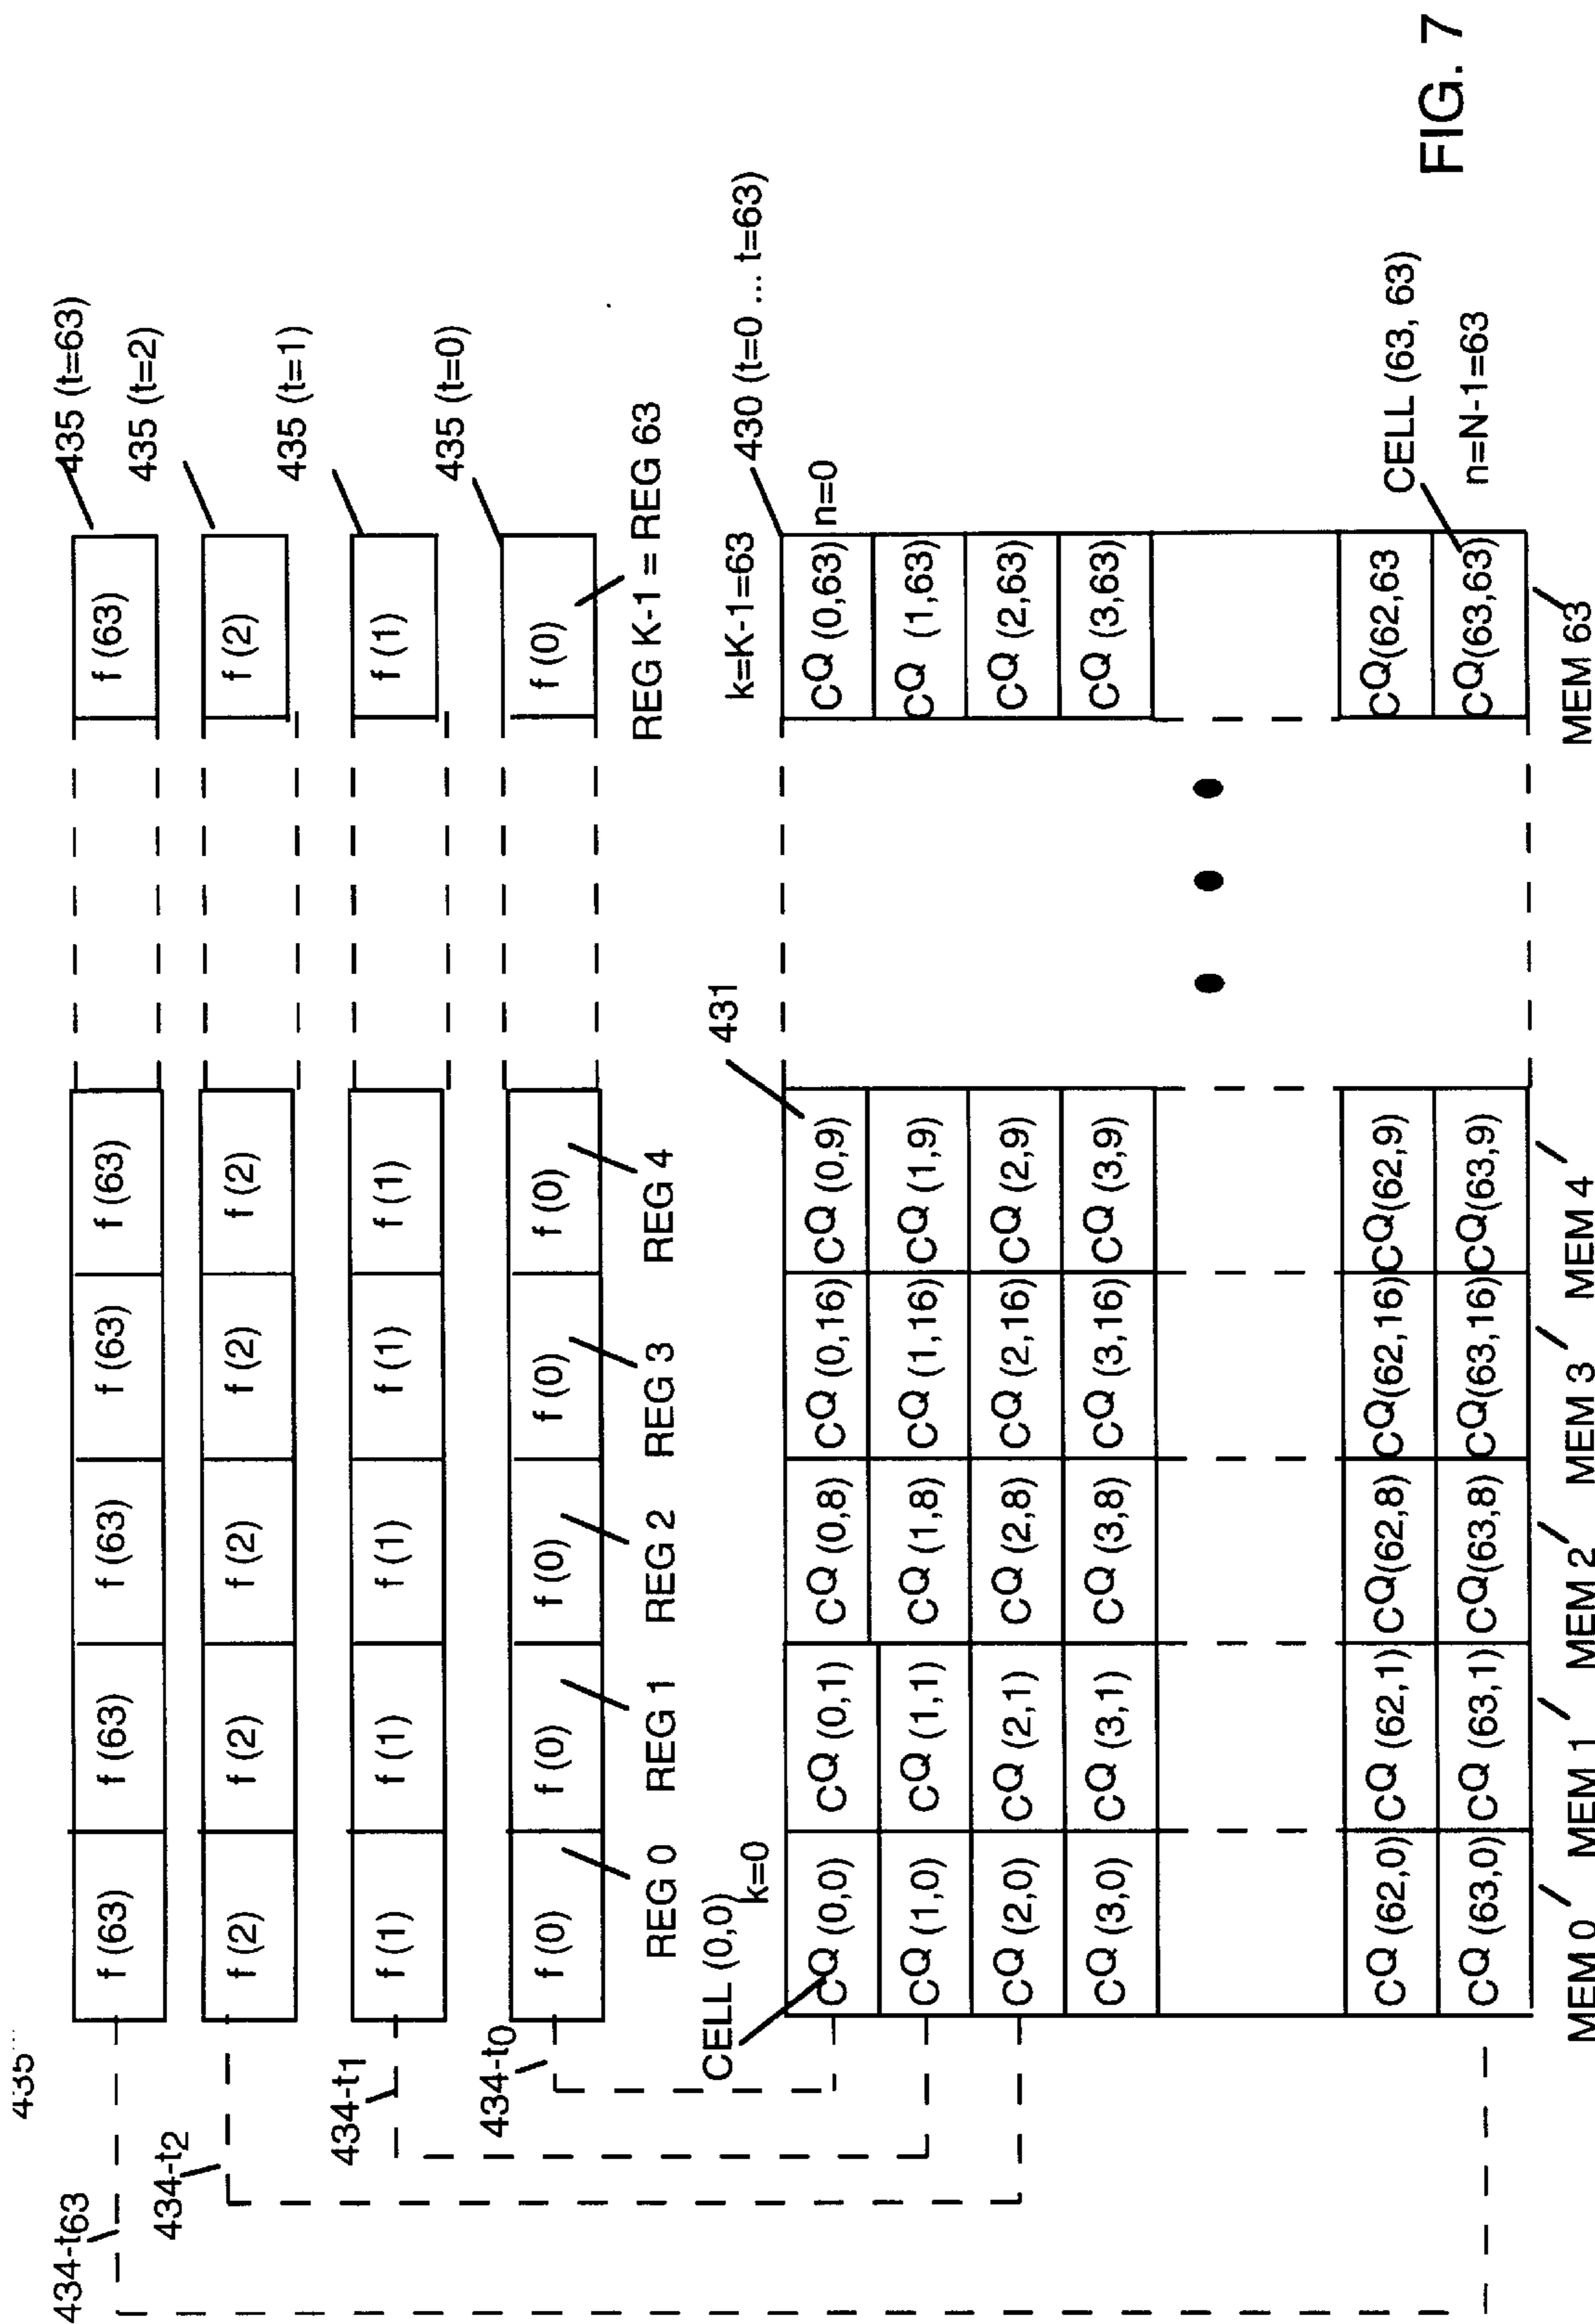 435
434-t63
f (63) f (63) f (63) f (63) f (63) f (63)
435 (t=63)
434-t2
f (2) f (2) f (2) f (2) f (2) f (2)
435 (t=2)
434-t1
f (1) f (1) f (1) f (1) f (1) f (1)
435 (t=1)
434-t0
f (0) f (0) f (0) f (0) f (0) f (0)
435 (t=0)
REG 0 REG 1 REG 2 REG 3 REG 4 REG K-1 = REG 63
CELL (0,0)
k=0
431
k=K-1=63
430 (t=0 ... t=63)
CQ (0,0) CQ (0,1) CQ (0,8) CQ (0,16) CQ (0,9) CQ (0,63) n=0
CQ (1,0) CQ (1,1) CQ (1,8) CQ (1,16) CQ (1,9) CQ (1,63)
CQ (2,0) CQ (2,1) CQ (2,8) CQ (2,16) CQ (2,9) CQ (2,63)
CQ (3,0) CQ (3,1) CQ (3,8) CQ (3,16) CQ (3,9) CQ (3,63)
CQ (62,0) CQ (62,1) CQ(62,8) CQ(62,16) CQ(62,9) CQ(62,63
CELL (63, 63)
CQ (63,0) CQ (63,1) CQ(63,8) CQ(63,16) CQ(63,9) CQ(63,63)
n=N-1=63
MEM 0 MEM 1 MEM 2 MEM 3 MEM 4 MEM 63
FIG. 7